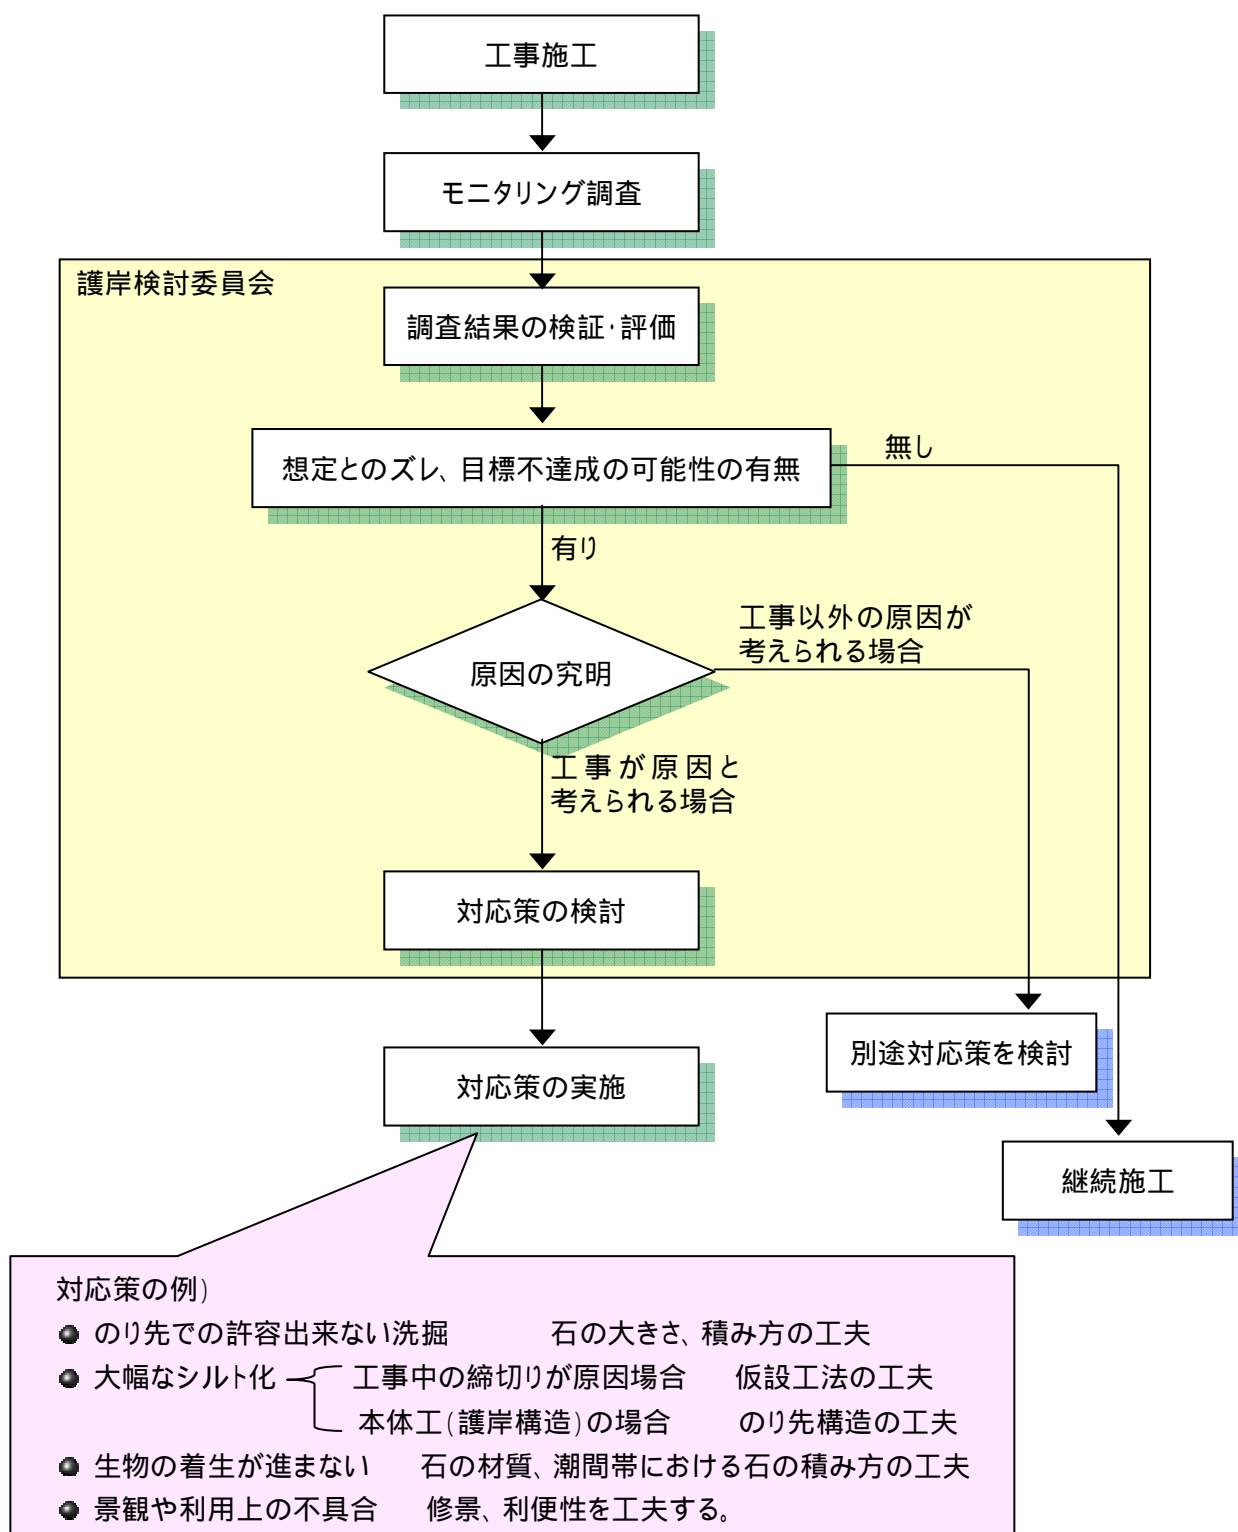 工事施工
モニタリング調査
護岸検討委員会
調査結果の検証・評価
想定とのズレ、目標不達成の可能性の有無
無し
有り
原因の究明
工事以外の原因が
考えられる場合
工事が原因と
考えられる場合
対応策の検討
対応策の実施
別途対応策を検討
継続施工
対応策の例)
のり先での許容出来ない洗掘 石の大きさ、積み方の工夫
大幅なシルト化 工事中の締切りが原因場合 仮設工法の工夫
本体工(護岸構造)の場合 のり先構造の工夫
生物の着生が進まない 石の材質、潮間帯における石の積み方の工夫
景観や利用上の不具合 修景、利便性を工夫する。